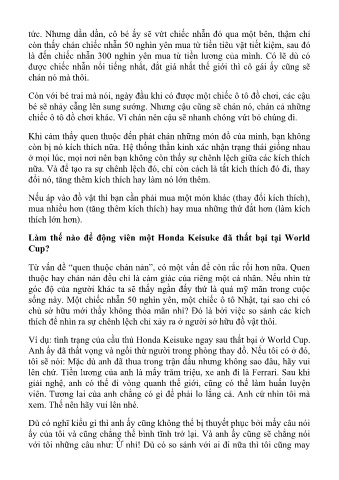 tức. Nhưng dần dần, cô bé ấy sẽ vứt chiếc nhẫn đó qua một bên, thậm chí
còn thấy chán chiếc nhẫn 50 nghìn yên mua từ tiền tiêu vặt tiết kiệm, sau đó
là đến chiếc nhẫn 300 nghìn yên mua từ tiền lương của mình. Có lẽ dù có
được chiếc nhẫn nổi tiếng nhất, đắt giá nhất thế giới thì cô gái ấy cũng sẽ
chán nó mà thôi.
Còn với bé trai mà nói, ngày đầu khi có được một chiếc ô tô đồ chơi, các cậu
bé sẽ nhảy cẫng lên sung sướng. Nhưng cậu cũng sẽ chán nó, chán cả những
chiếc ô tô đồ chơi khác. Vì chán nên cậu sẽ nhanh chóng vứt bỏ chúng đi.
Khi cảm thấy quen thuộc đến phát chán những món đồ của mình, bạn không
còn bị nó kích thích nữa. Hệ thống thần kinh xác nhận trạng thái giống nhau
ở mọi lúc, mọi nơi nên bạn không còn thấy sự chênh lệch giữa các kích thích
nữa. Và để tạo ra sự chênh lệch đó, chỉ còn cách là tắt kích thích đó đi, thay
đổi nó, tăng thêm kích thích hay làm nó lớn thêm.
Nếu áp vào đồ vật thì bạn cần phải mua một món khác (thay đổi kích thích),
mua nhiều hơn (tăng thêm kích thích) hay mua những thứ đắt hơn (làm kích
thích lớn hơn).
Làm thế nào để động viên một Honda Keisuke đã thất bại tại World
Cup?
Từ vấn đề “quen thuộc chán nản”, có một vấn đề còn rắc rối hơn nữa. Quen
thuộc hay chán nản đều chỉ là cảm giác của riêng một cá nhân. Nếu nhìn từ
góc độ của người khác ta sẽ thấy ngán đấy thứ là quá mỹ mãn trong cuộc
sống này. Một chiếc nhẫn 50 nghìn yên, một chiếc ô tô Nhật, tại sao chỉ có
chủ sở hữu mới thấy không thỏa mãn nhỉ? Đó là bởi việc so sánh các kích
thích để nhìn ra sự chênh lệch chỉ xảy ra ở người sở hữu đồ vật thôi.
Ví dụ: tình trạng của cầu thủ Honda Keisuke ngay sau thất bại ở World Cup.
Anh ấy đã thất vọng và ngồi thừ người trong phòng thay đồ. Nếu tôi có ở đó,
tôi sẽ nói: Mặc dù anh đã thua trong trận đấu nhưng không sao đâu, hãy vui
lên chứ. Tiền lương của anh là mấy trăm triệu, xe anh đi là Ferrari. Sau khi
giải nghệ, anh có thể đi vòng quanh thế giới, cũng có thể làm huấn luyện
viên. Tương lai của anh chẳng có gì để phải lo lắng cả. Anh cứ nhìn tôi mà
xem. Thế nên hãy vui lên nhé.
Dù có nghĩ kiểu gì thì anh ấy cũng không thể bị thuyết phục bởi mấy câu nói
ấy của tôi và cũng chẳng thể bình tĩnh trở lại. Và anh ấy cũng sẽ chẳng nói
với tôi những câu như: Ừ nhỉ! Dù có so sánh với ai đi nữa thì tôi cũng may